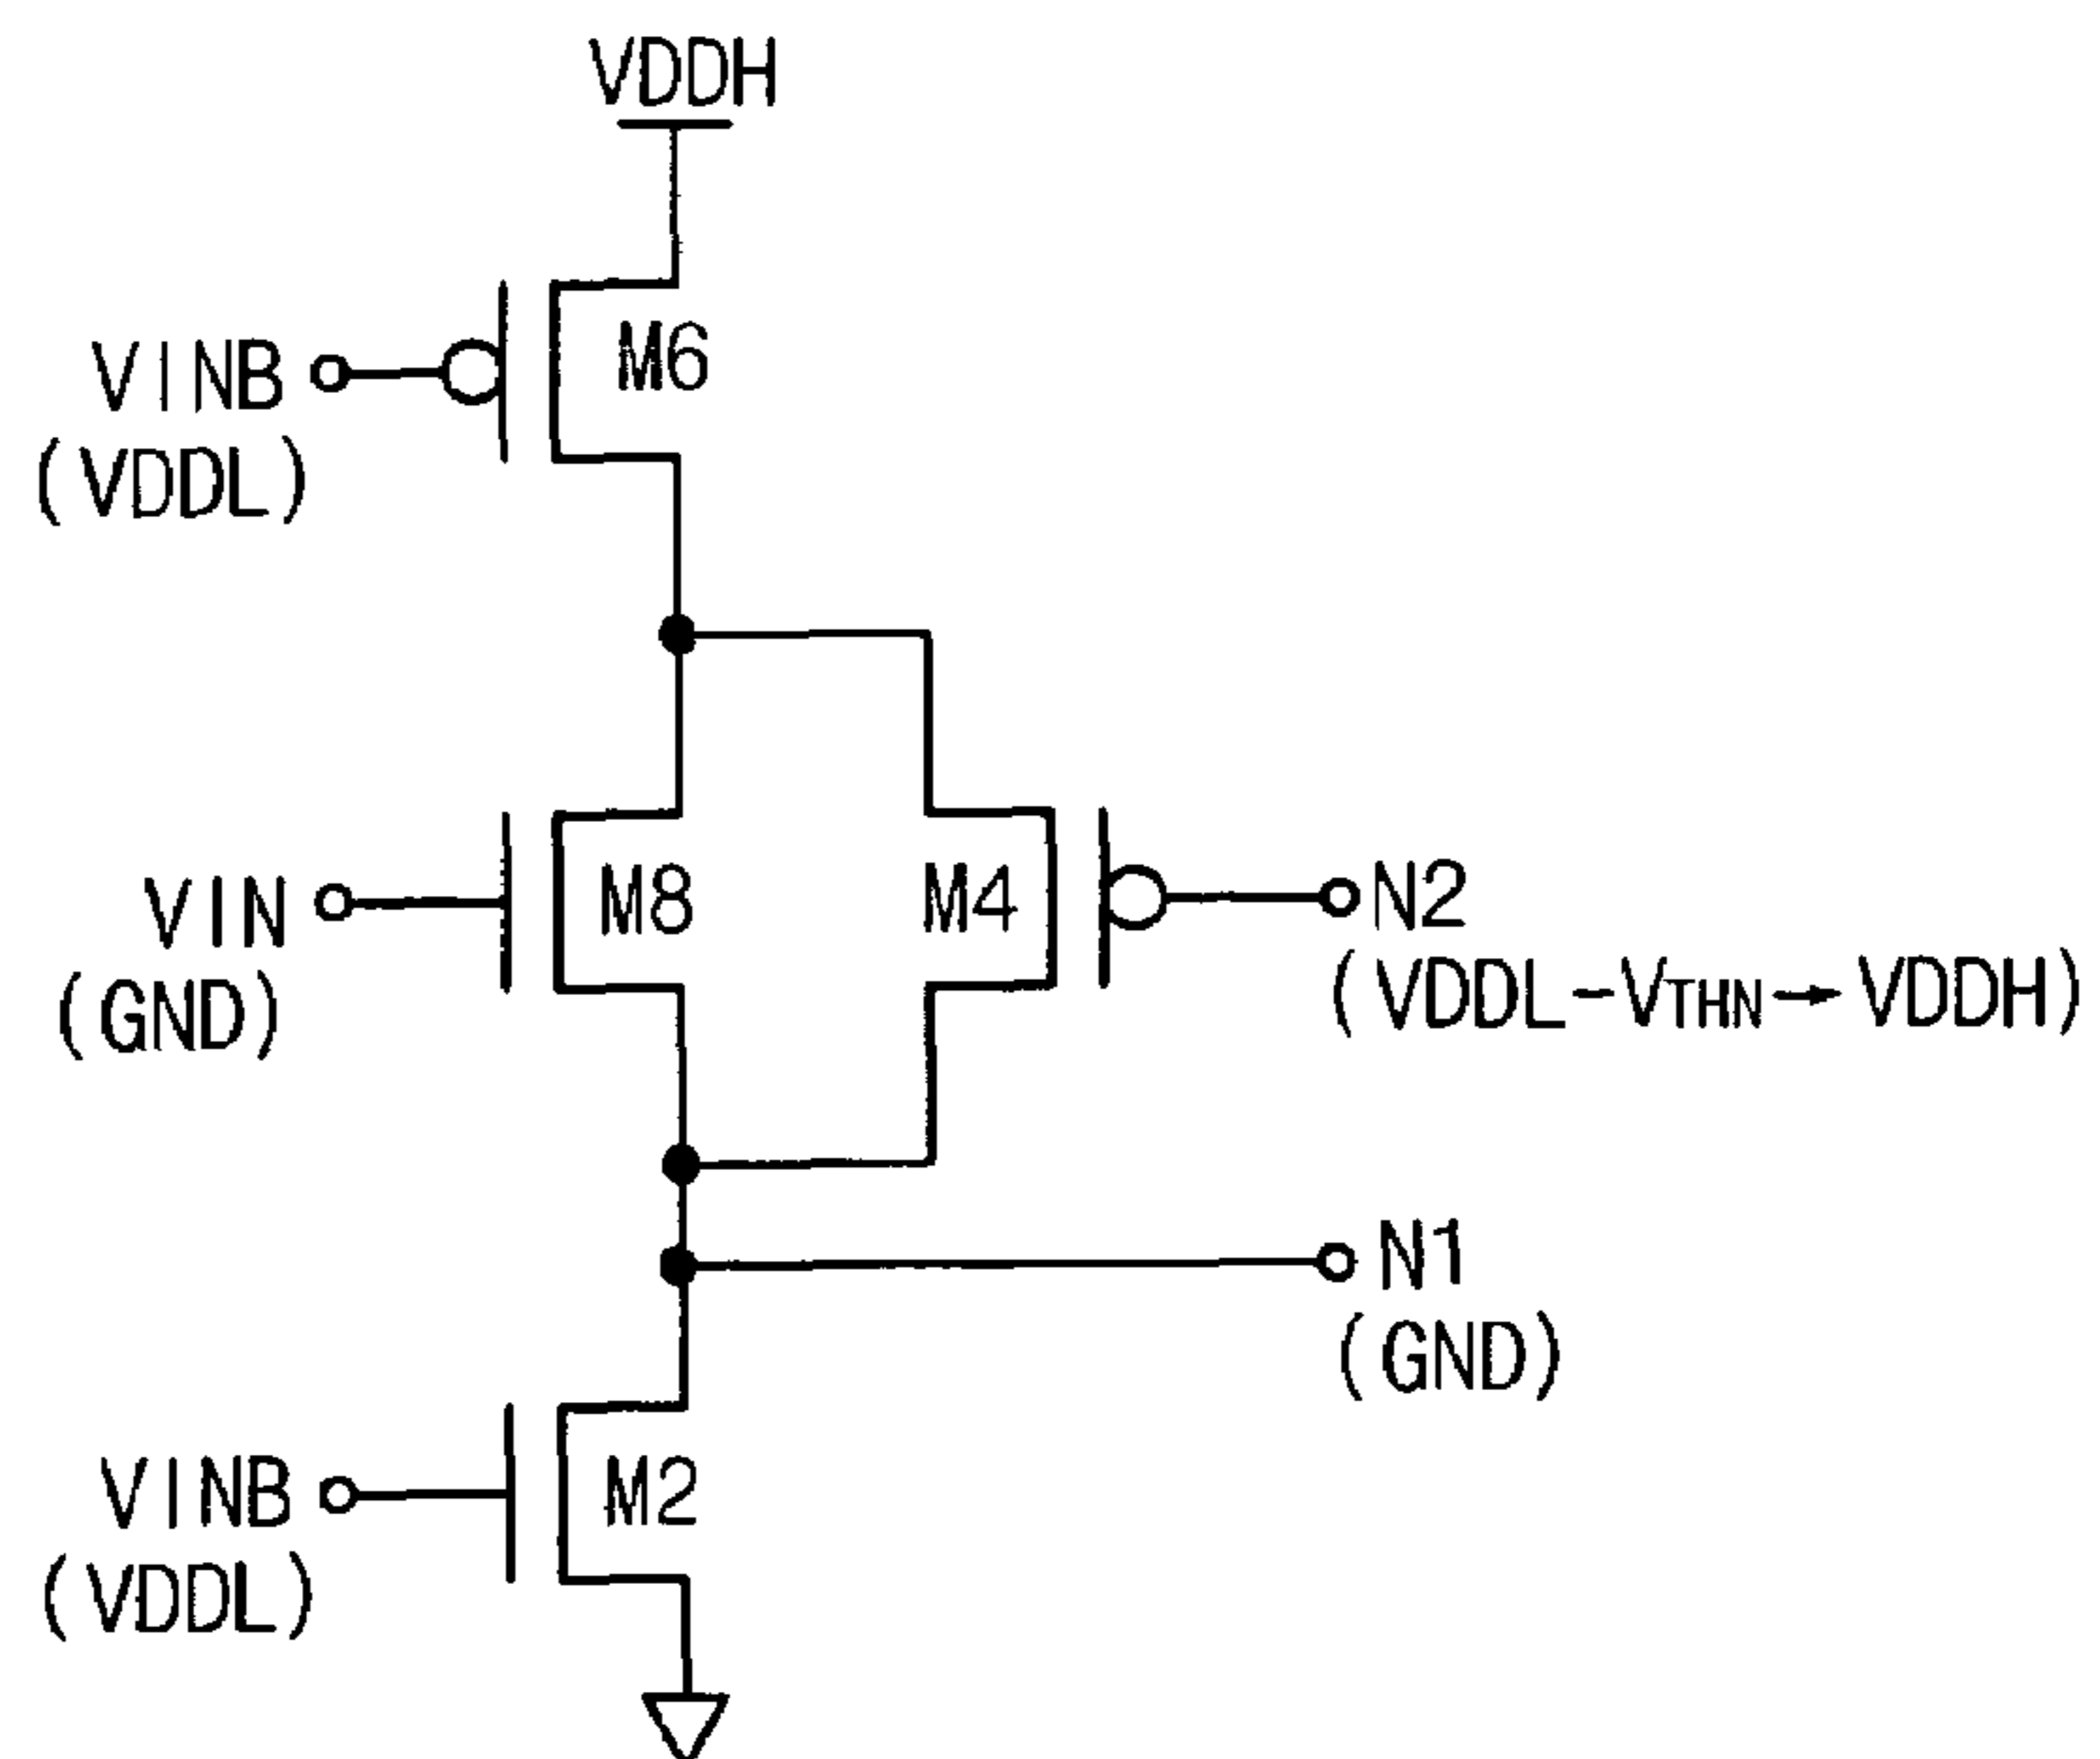 VDDH
M6
VINB
(VDDL)
VIN
(GND)
M8
M4
N2
(VDDL-VTHN→VDDH)
N1
(GND)
VINB
(VDDL)
M2